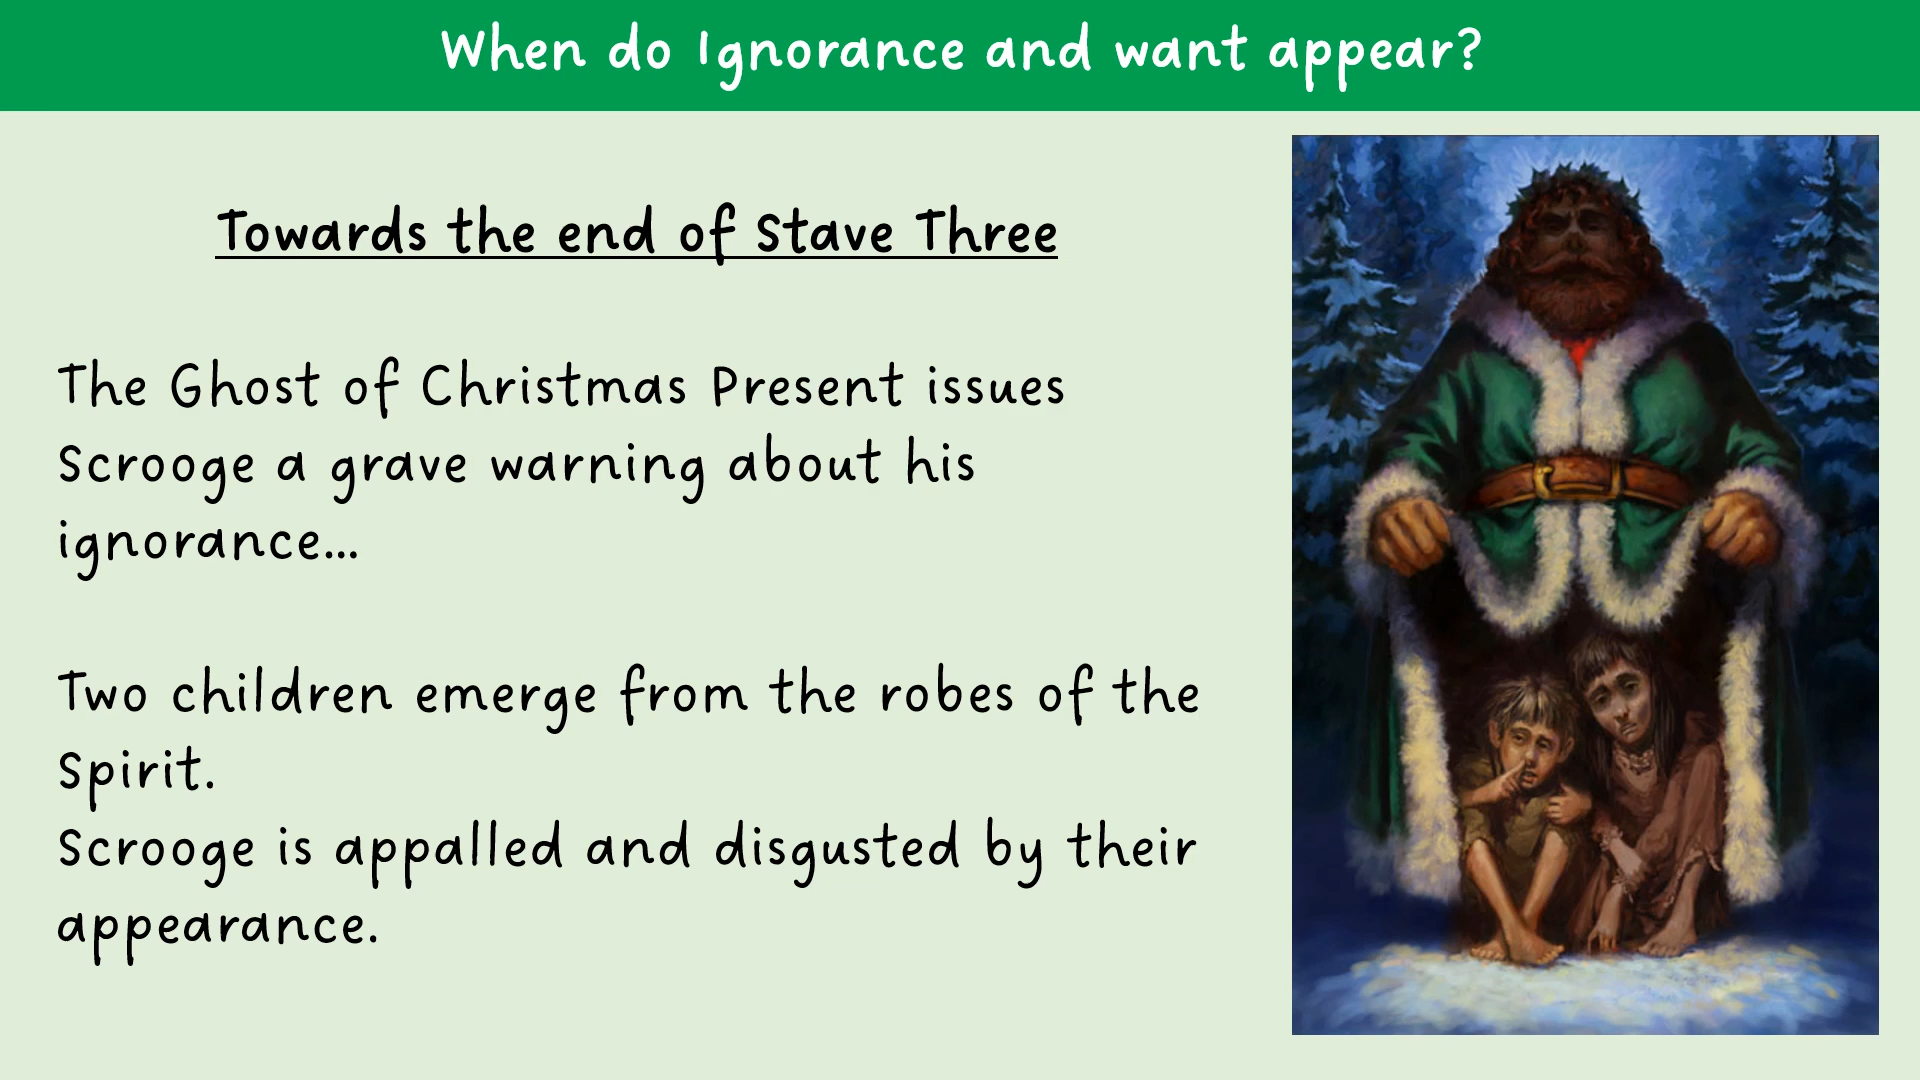 When do Ignorance and want appear?
Towards the end of Stave Three
The Ghost of Christmas Present issues
Scrooge a grave warning about his
ignorance...
Two children emerge from the robes of the
Spirit.
Scrooge is appalled and disgusted by their
appearance.